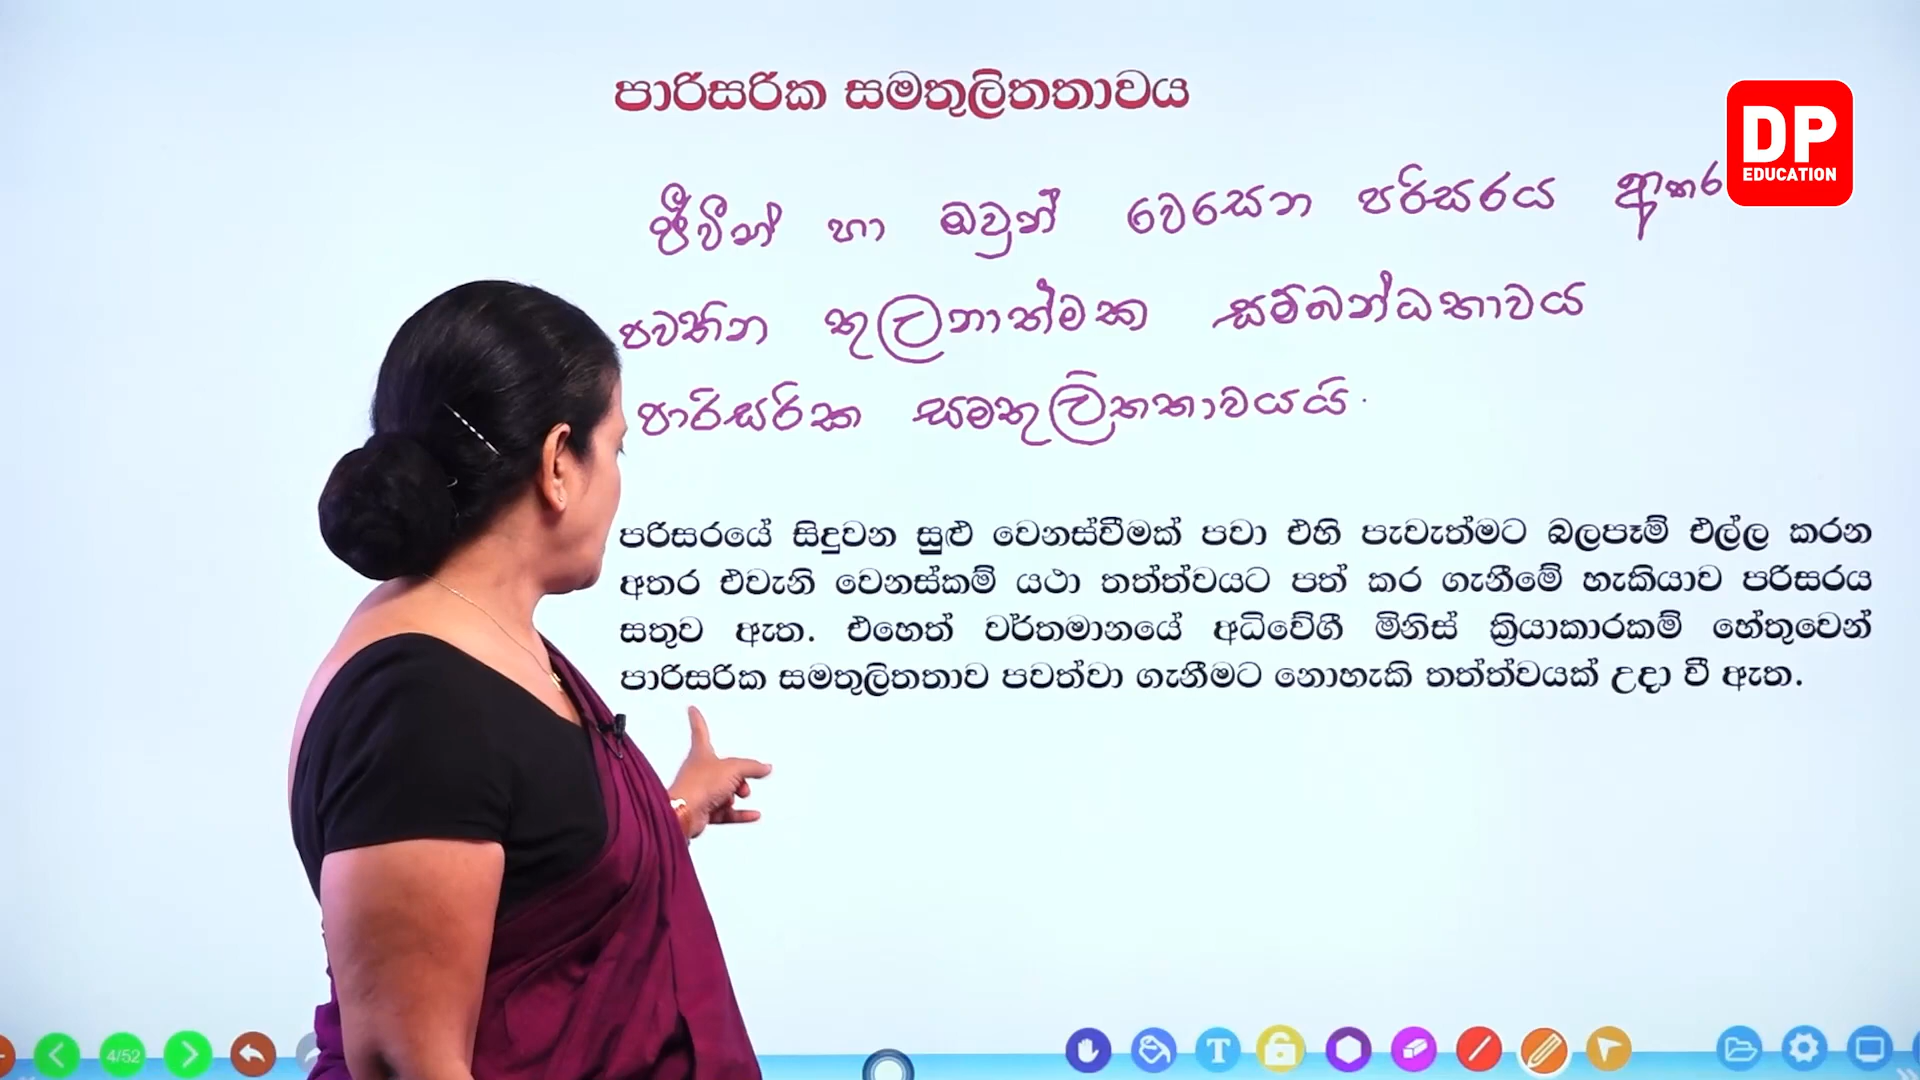 පාරිසරික සමතුලිතතාවය
DP
EDUCATION
ජීවීන් හා ඔවුන් වෙසෙන පරිසරය අතර
පවතින තුලනාත්මක සම්බන්ධතාවය
පාරිසරික සමතුලිතතාවයයි.
පරිසරයේ සිදුවන සුළු වෙනස්වීමක් පවා එහි පැවැත්මට බලපෑම් එල්ල කරන
අතර එවැනි වෙනස්කම් යථා තත්ත්වයට පත් කර ගැනීමේ හැකියාව පරිසරය
සතුව ඇත. එහෙත් වර්තමානයේ අධිවේගී මිනිස් ක්‍රියාකාරකම් හේතුවෙන්
පාරිසරික සමතුලිතතාව පවත්වා ගැනීමට නොහැකි තත්ත්වයක් උදා වී ඇත.
4/52
T